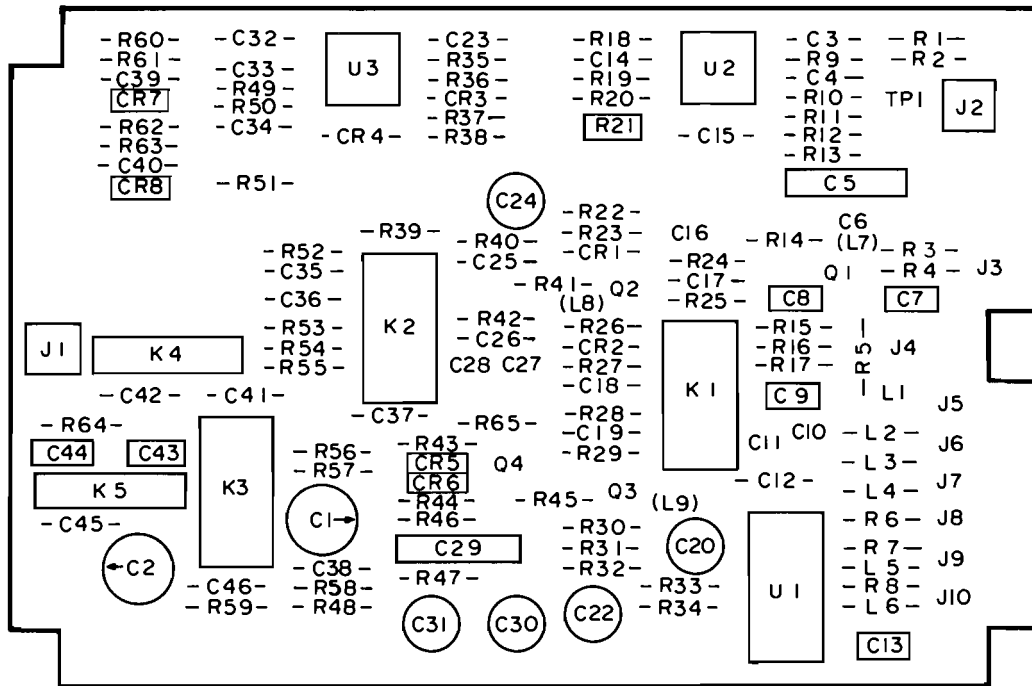 -R60-
-R61-
-C39-
CR7
-R62-
-R63-
-C40-
CR8
-C32-
-C33-
-R49-
-R50-
-C34-
-R51-
U3
-CR4-
-C23-
-R35-
-R36-
-CR3-
-R37-
-R38-
-R18-
-C14-
-R19-
-R20-
R21
U2
-C15-
-C3-
-R9-
-C4-
-R10-
-R11-
-R12-
-R13-
C5
-R1-
-R2-
TP1
J2
C24
-R39-
-R40-
-C25-
-R22-
-R23-
-CR1-
C16
-R24-
-C17-
-R25-
-R14-
C6
(L7)
Q1
-R3-
-R4-
J3
C8
C7
-R52-
-C35-
-C36-
-R53-
-R54-
-R55-
K2
-R41-
(L8)
Q2
-R42-
-C26-
C28
C27
-R26-
-CR2-
-R27-
-C18-
-R28-
-C19-
-R29-
K1
-R15-
-R16-
-R17-
C9
-R5-
J4
L1
J5
J1
K4
-C42-
-C41-
-R64-
C44
C43
K5
-C45-
C2
K3
-C46-
-R59-
-R56-
-R57-
C1
-C38-
-R58-
-R48-
-C37-
-R65-
-R43-
CR5
CR6
-R44-
-R46-
Q4
C29
-R47-
C31
C30
C22
-R45-
Q3
(L9)
-R30-
-R31-
-R32-
C20
-R33-
-R34-
C11
C10
-C12-
U1
-L2-
-L3-
-L4-
-R6-
-R7-
-L5-
-R8-
-L6-
J6
J7
J8
J9
J10
C13